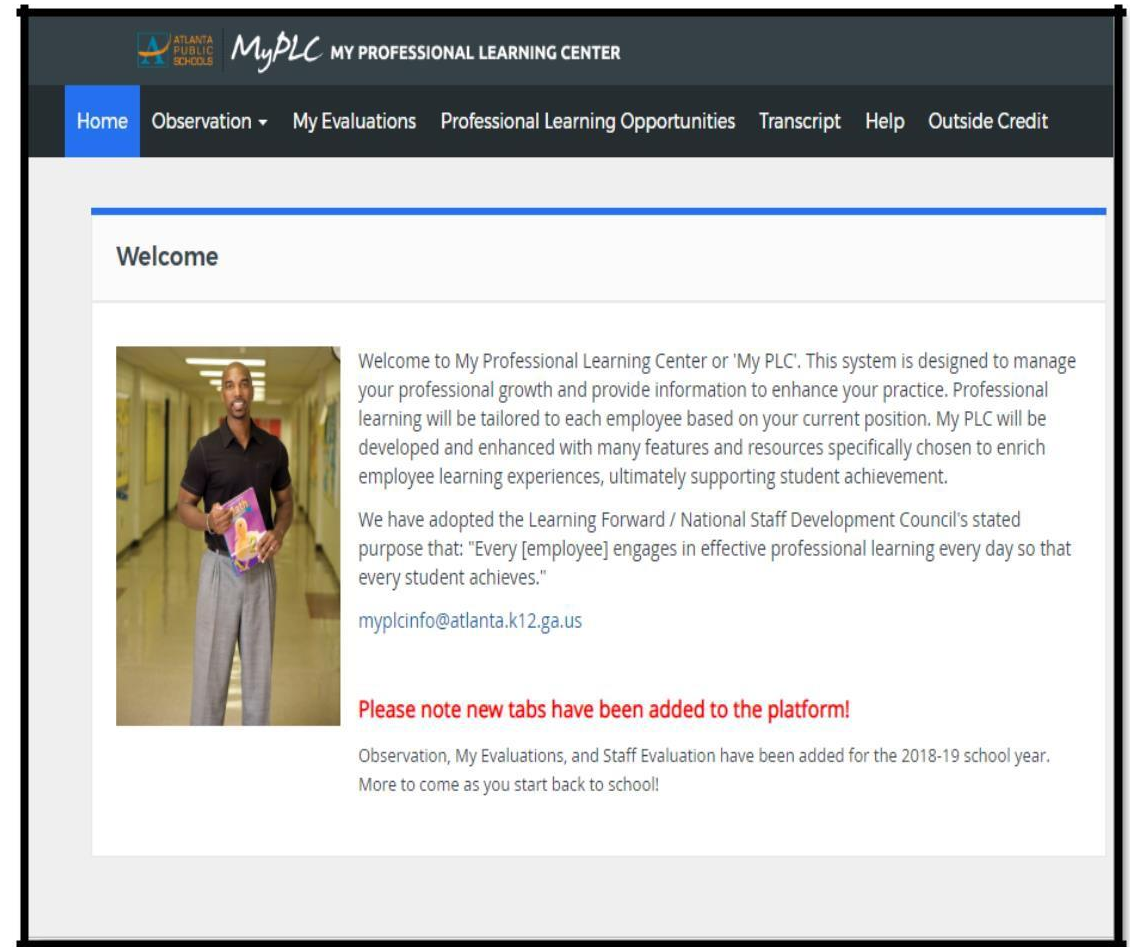 ATLANTA
PUBLIC
SCHOOLS
MyPLC MY PROFESSIONAL LEARNING CENTER
Home Observation My Evaluations Professional Learning Opportunities Transcript Help Outside Credit
Welcome
Welcome to My Professional Learning Center or 'My PLC'. This system is designed to manage
your professional growth and provide information to enhance your practice. Professional
learning will be tailored to each employee based on your current position. My PLC will be
developed and enhanced with many features and resources specifically chosen to enrich
employee learning experiences, ultimately supporting student achievement.
We have adopted the Learning Forward / National Staff Development Council's stated
purpose that: "Every [employee] engages in effective professional learning every day so that
every student achieves."
myplcinfo@atlanta.k12.ga.us
Please note new tabs have been added to the platform!
Observation, My Evaluations, and Staff Evaluation have been added for the 2018-19 school year.
More to come as you start back to school!
Math